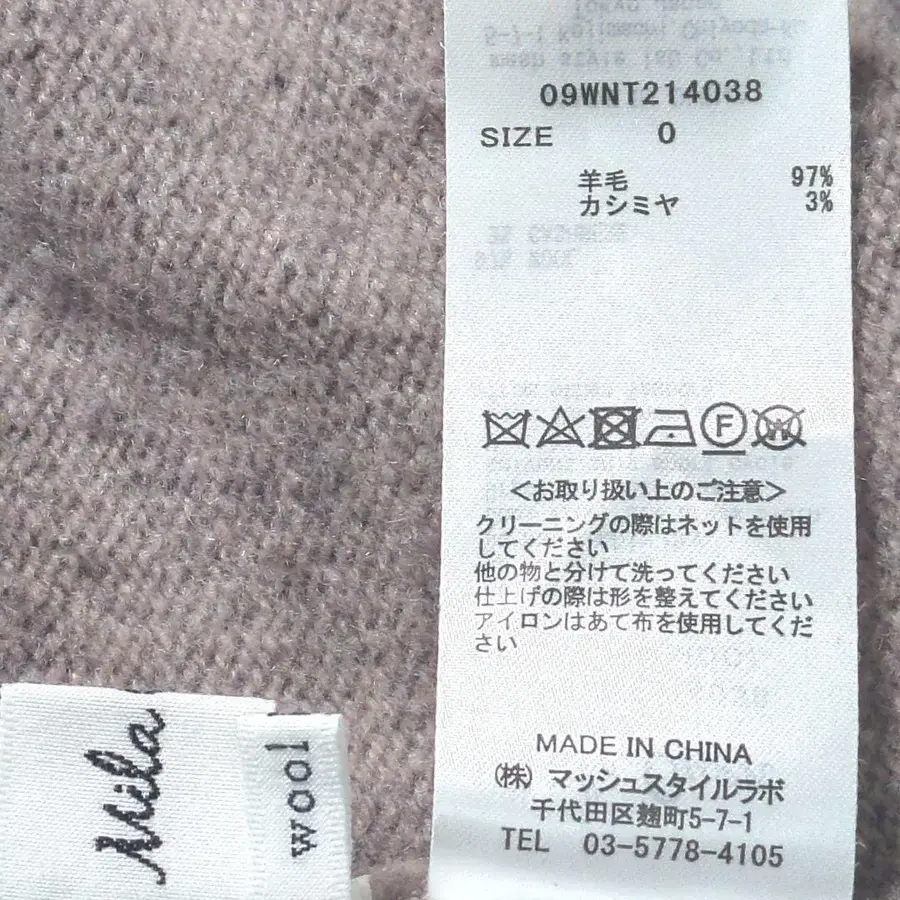 09WNT214038
SIZE 0
羊毛 97%
カシミヤ 3%
<お取り扱い上のご注意>
クリーニングの際はネットを使用
してください
他の物と分けて洗ってください
仕上げの際は形を整えてください
アイロンはあて布を使用してくだ
さい
MADE IN CHINA
(株) マッシュスタイルラボ
千代田区麹町5-7-1
TEL 03-5778-4105
Mila
wool